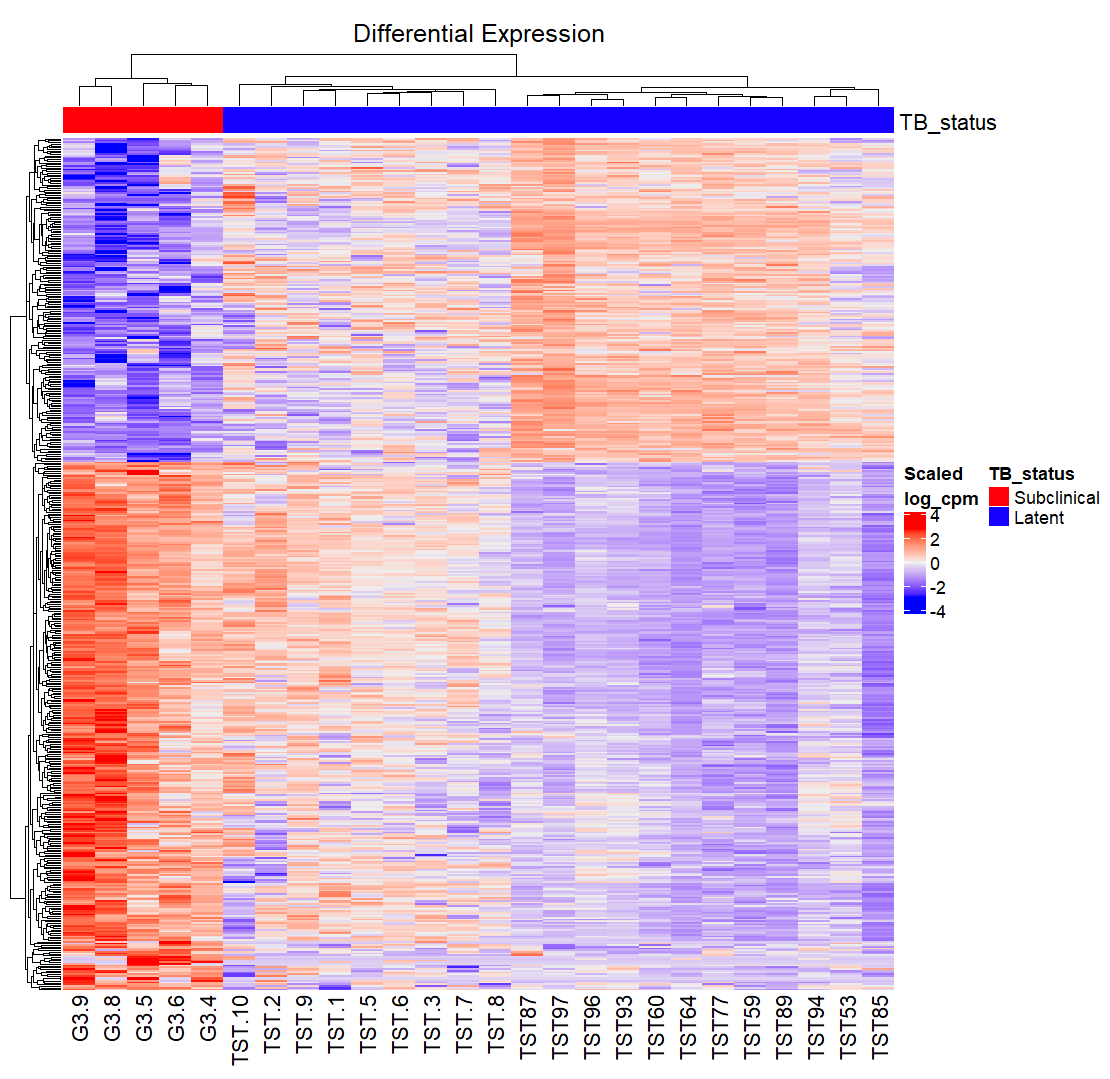 Differential Expression
TB_status
Scaled
log_cpm
4
2
0
-2
-4
TB_status
Subclinical
Latent
G3.9
G3.8
G3.5
G3.6
G3.4
TST.10
TST.2
TST.9
TST.1
TST.5
TST.6
TST.3
TST.7
TST.8
TST87
TST97
TST96
TST93
TST60
TST64
TST77
TST59
TST89
TST94
TST53
TST85